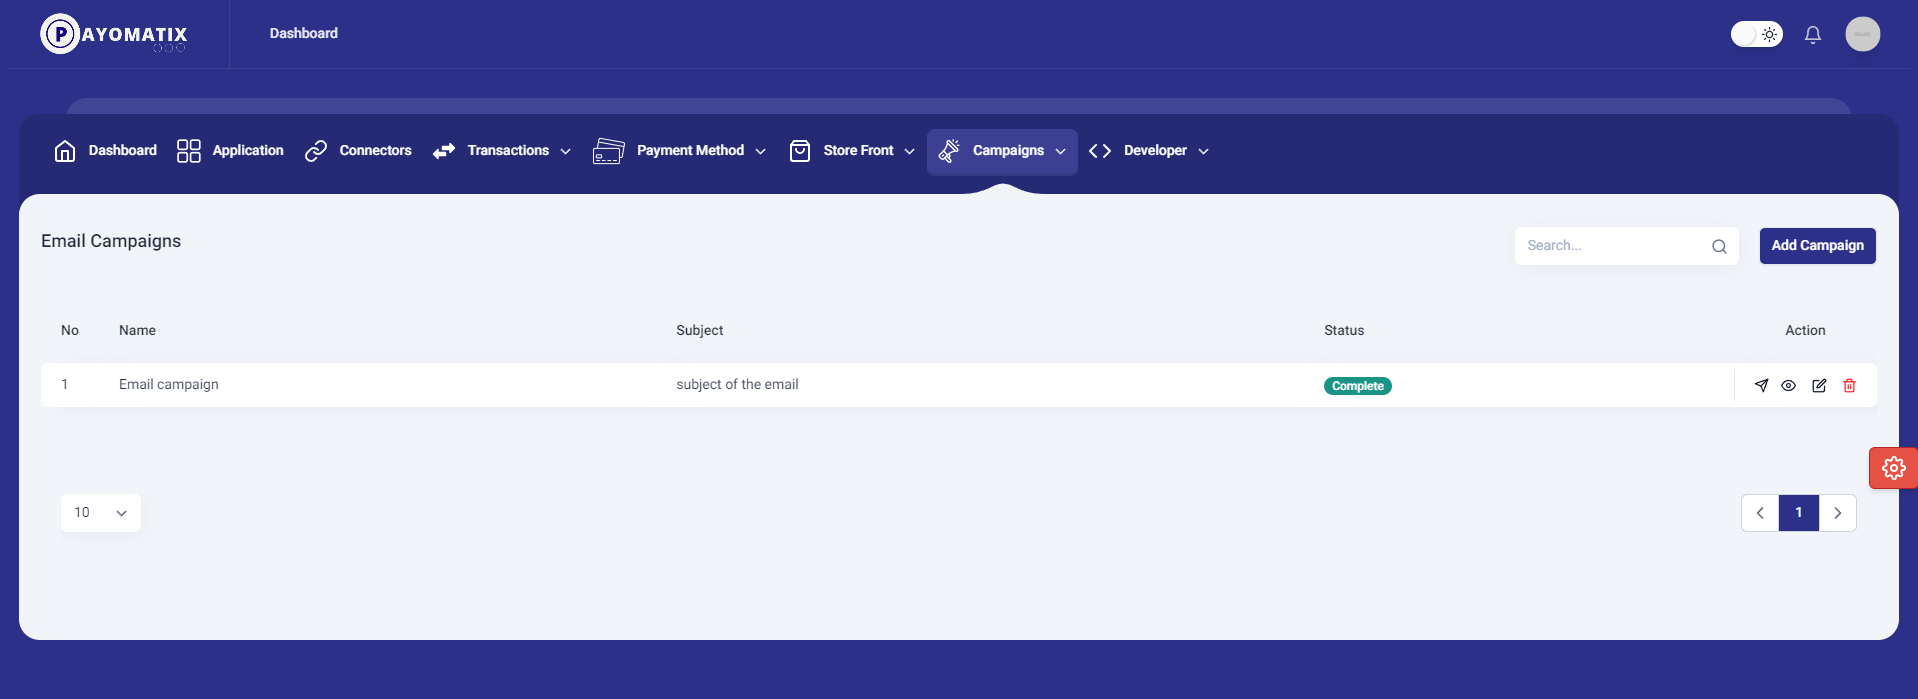 PAYOMATIX
Dashboard
Dashboard Application Connectors Transactions Payment Method Store Front Campaigns Developer
Email Campaigns
Search...
Add Campaign
No Name Subject Status Action
1 Email campaign subject of the email Complete
10
1